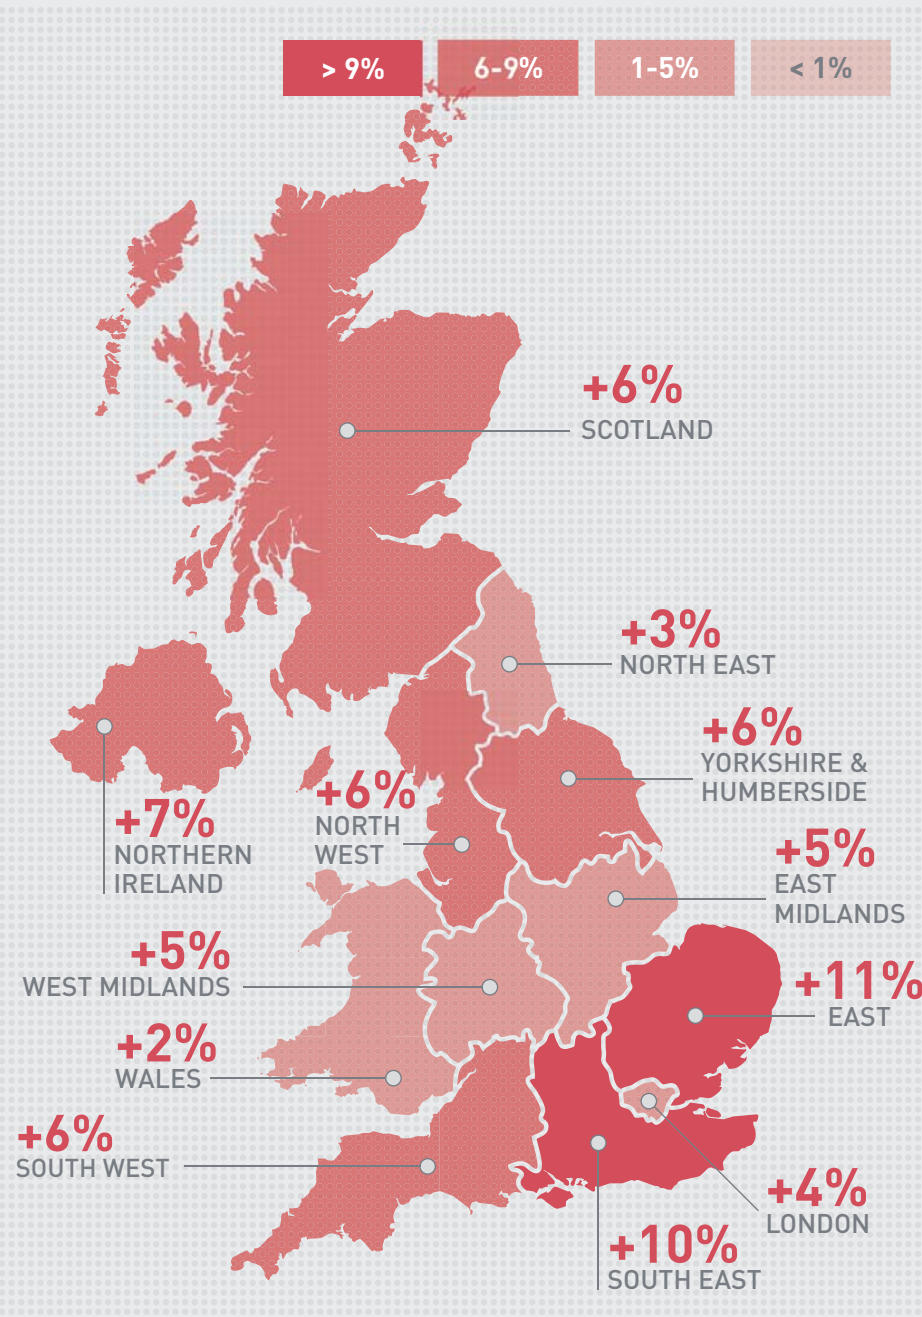 > 9%
6-9%
1-5%
< 1%
+6%
SCOTLAND
+3%
NORTH EAST
+6%
YORKSHIRE &
HUMBERSIDE
+7%
NORTHERN
IRELAND
+6%
NORTH
WEST
+5%
EAST
MIDLANDS
+5%
WEST MIDLANDS
+11%
EAST
+2%
WALES
+6%
SOUTH WEST
+4%
LONDON
+10%
SOUTH EAST